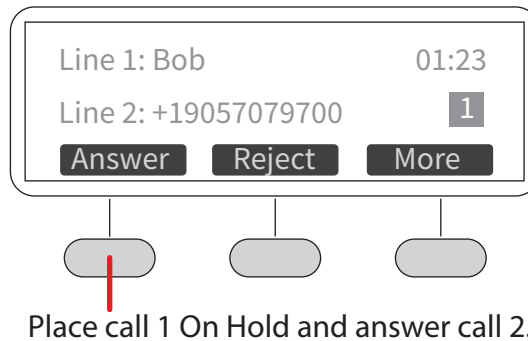 Line 1: Bob 01:23
Line 2: +19057079700 1
Answer Reject More
Place call 1 On Hold and answer call 2.